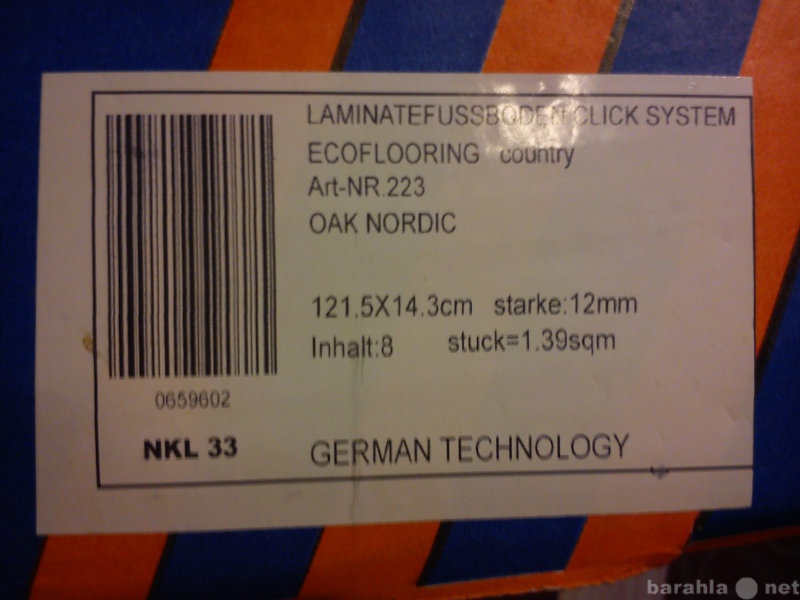 LAMINATEFUSSBODEN CLICK SYSTEM
ECOFLOORING country
Art-NR.223
OAK NORDIC
121.5X14.3cm starke:12mm
Inhalt:8 stuck=1.39sqm
0659602
NKL 33
GERMAN TECHNOLOGY
barahla net